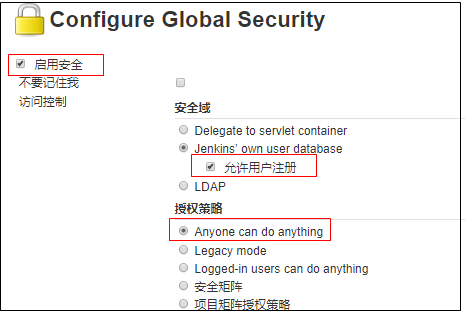 Configure Global Security
启用安全
不要记住我
访问控制
安全域
Delegate to servlet container
Jenkins' own user database
允许用户注册
LDAP
授权策略
Anyone can do anything
Legacy mode
Logged-in users can do anything
安全矩阵
项目矩阵授权策略